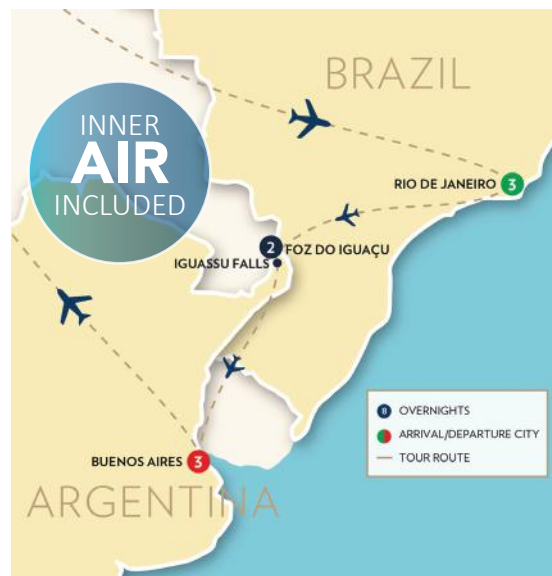 BRAZIL
INNER
AIR
INCLUDED
RIO DE JANEIRO 3
2 FOZ DO IGUAÇU
IGUASSU FALLS
8 OVERNIGHTS
ARRIVAL/DEPARTURE CITY
TOUR ROUTE
BUENOS AIRES 3
ARGENTINA